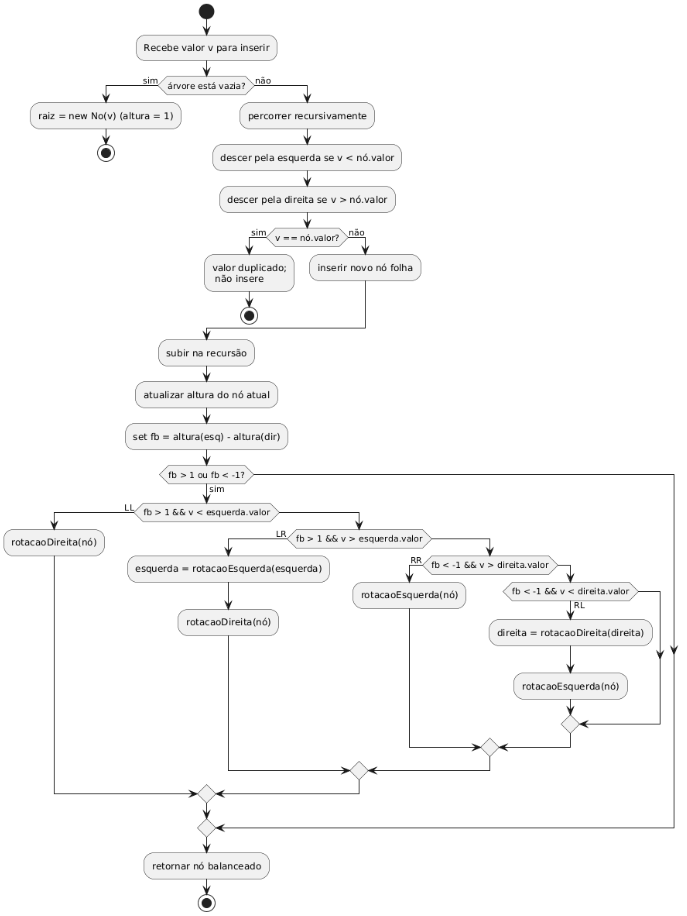 Recebe valor v para inserir
sim
árvore está vazia?
não
raiz = new No(v) (altura = 1)
percorrer recursivamente
descer pela esquerda se v < nó.valor
descer pela direita se v > nó.valor
sim
v == nó.valor?
não
valor duplicado;
não insere
inserir novo nó folha
subir na recursão
atualizar altura do nó atual
set fb = altura(esq) - altura(dir)
fb > 1 ou fb < -1?
sim
LL
fb > 1 && v < esquerda.valor
rotacaoDireita(nó)
LR
fb > 1 && v > esquerda.valor
esquerda = rotacaoEsquerda(esquerda)
rotacaoDireita(nó)
RR
fb < -1 && v > direita.valor
rotacaoEsquerda(nó)
fb < -1 && v < direita.valor
RL
direita = rotacaoDireita(direita)
rotacaoEsquerda(nó)
retornar nó balanceado